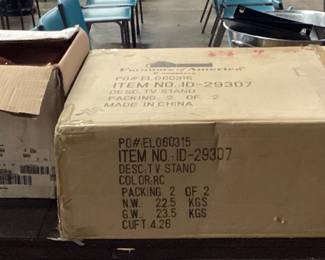 Furniture of America
PO#:EL060315
ITEM NO.:ID-29307
DESC:TV STAND
PACKING 2 OF 2
MADE IN CHINA
PO#:EL060315
ITEM NO.:ID-29307
DESC:TV STAND
COLOR:RC
PACKING 2 OF 2
N.W. 22.5 KGS
G.W. 23.5 KGS
CUFT 4.26